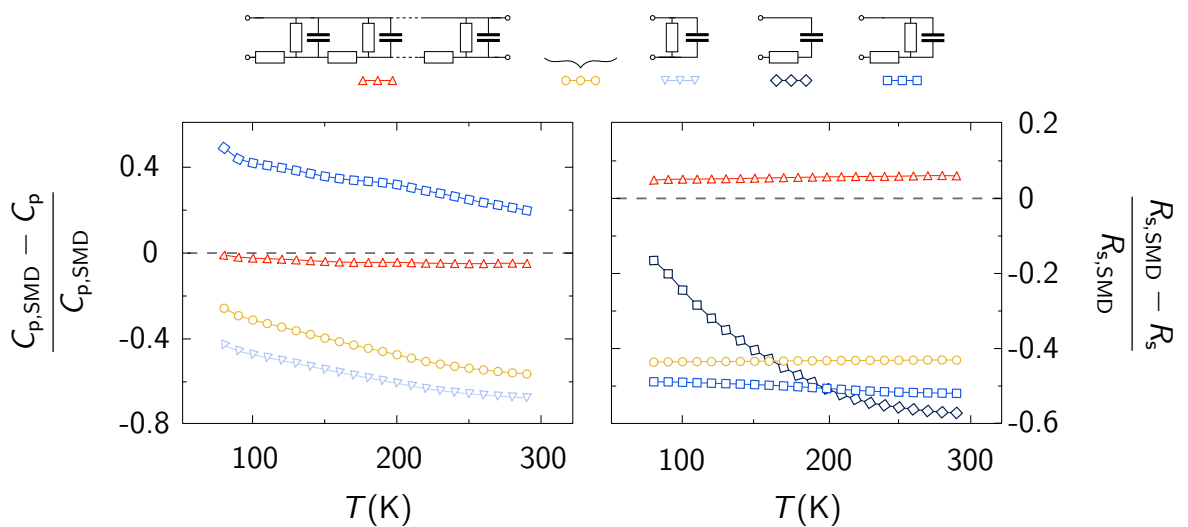 C_p,SMD − C_p
C_p,SMD
0.4
0
-0.4
-0.8
100
200
300
T(K)
0.2
0
-0.2
-0.4
-0.6
100
200
300
T(K)
R_s,SMD − R_s
R_s,SMD